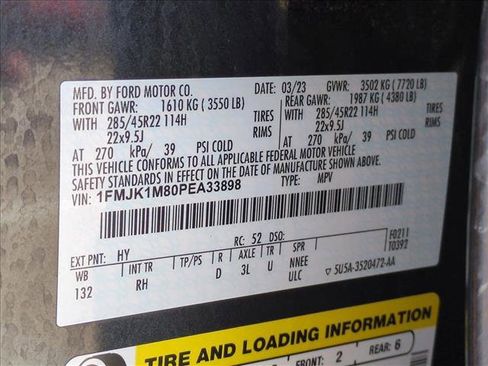 MFD. BY FORD MOTOR CO. DATE: 03/23 GVWR: 3502 KG (7720 LB)
FRONT GAWR: 1610 KG (3550 LB) REAR GAWR: 1987 KG (4380 LB)
WITH 285/45R22 114H TIRES WITH 285/45R22 114H TIRES
22x9.5J RIMS 22x9.5J RIMS
AT 270 kPa/ 39 PSI COLD AT 270 kPa/ 39 PSI COLD
THIS VEHICLE CONFORMS TO ALL APPLICABLE FEDERAL MOTOR VEHICLE
SAFETY STANDARDS IN EFFECT ON THE DATE OF MANUFACTURE SHOWN ABOVE.
VIN: 1FMJK1M80PEA33898 TYPE: MPV
F0211
T0392
EXT PNT: HY RC: 52 DSO:
WB INT TR TP/PS R AXLE TR SPR
132 RH D 3L U NNEE
ULC 5U5A-3520472-AA
TIRE AND LOADING INFORMATION
FRONT: 2 REAR: 6